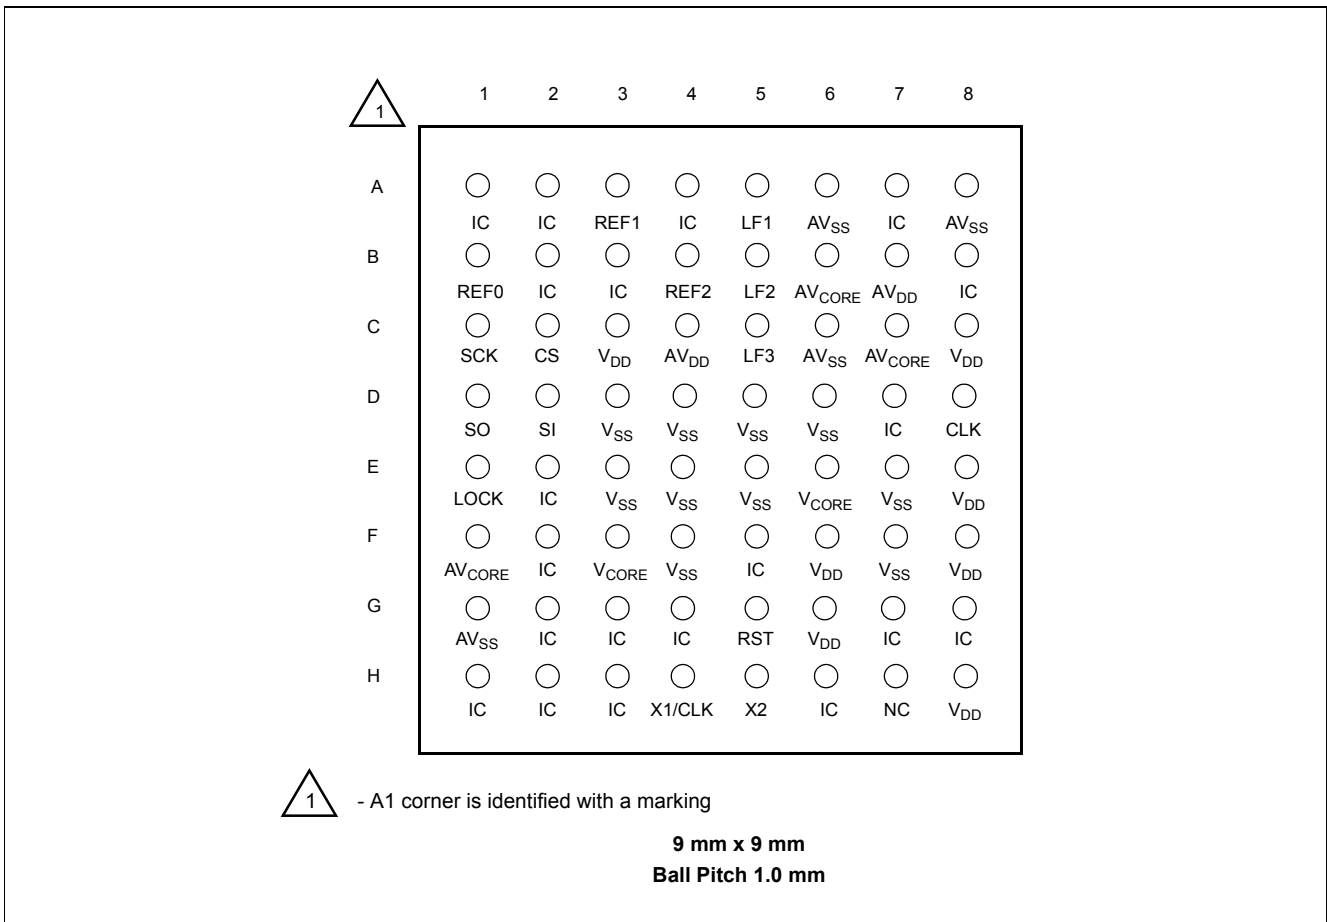 1 1 2 3 4 5 6 7 8
A
IC IC REF1 IC LF1 AVSS IC AVSS
B
REF0 IC IC REF2 LF2 AVCORE AVDD IC
C
SCK CS VDD AVDD LF3 AVSS AVCORE VDD
D
SO SI VSS VSS VSS VSS IC CLK
E
LOCK IC VSS VSS VSS VCORE VSS VDD
F
AVCORE IC VCORE VSS IC VDD VSS VDD
G
AVSS IC IC IC RST VDD IC IC
H
IC IC IC X1/CLK X2 IC NC VDD
1 - A1 corner is identified with a marking
9 mm x 9 mm
Ball Pitch 1.0 mm